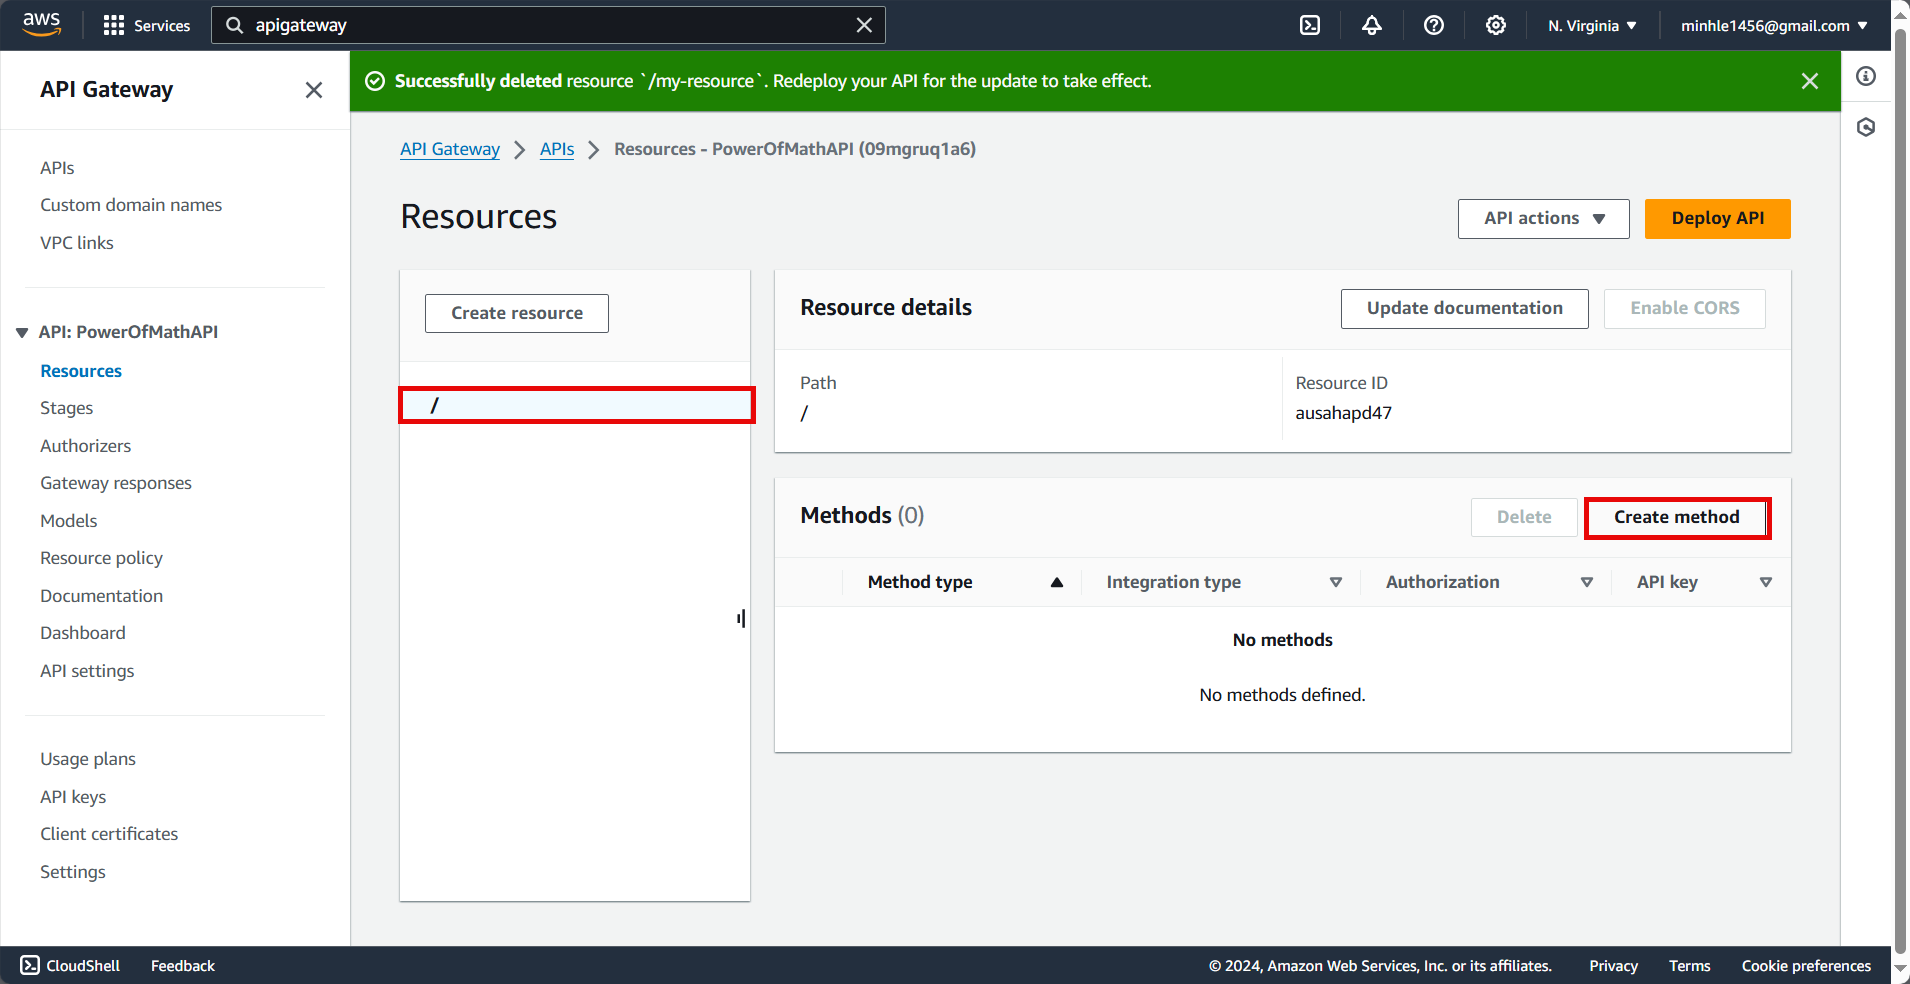 aws
Services
apigateway
N. Virginia
minhle1456@gmail.com
API Gateway
Successfully deleted resource `/my-resource`. Redeploy your API for the update to take effect.
APIs
Custom domain names
VPC links
API: PowerOfMathAPI
Resources
Stages
Authorizers
Gateway responses
Models
Resource policy
Documentation
Dashboard
API settings
Usage plans
API keys
Client certificates
Settings
API Gateway
APIs
Resources - PowerOfMathAPI (09mgruq1a6)
Resources
API actions
Deploy API
Create resource
/
Resource details
Update documentation
Enable CORS
Path
/
Resource ID
ausahapd47
Methods (0)
Delete
Create method
Method type
Integration type
Authorization
API key
No methods
No methods defined.
CloudShell
Feedback
© 2024, Amazon Web Services, Inc. or its affiliates.
Privacy
Terms
Cookie preferences